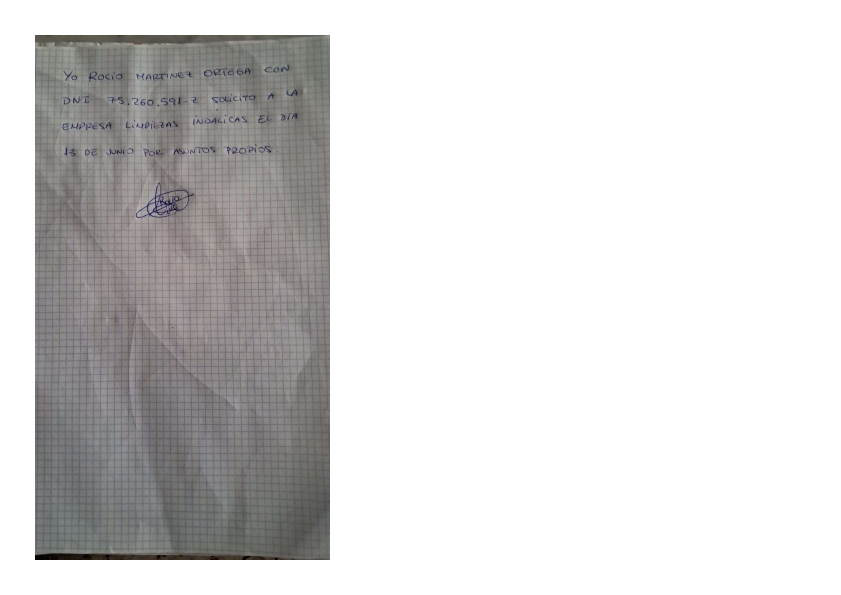 Yo ROCIO MARTINEZ ORTEGA CON
DNI 75.260.591-Z SOLICITO A LA
EMPRESA LIMPIEZAS INDALICAS EL DIA
13 DE JUNIO POR ASUNTOS PROPIOS.